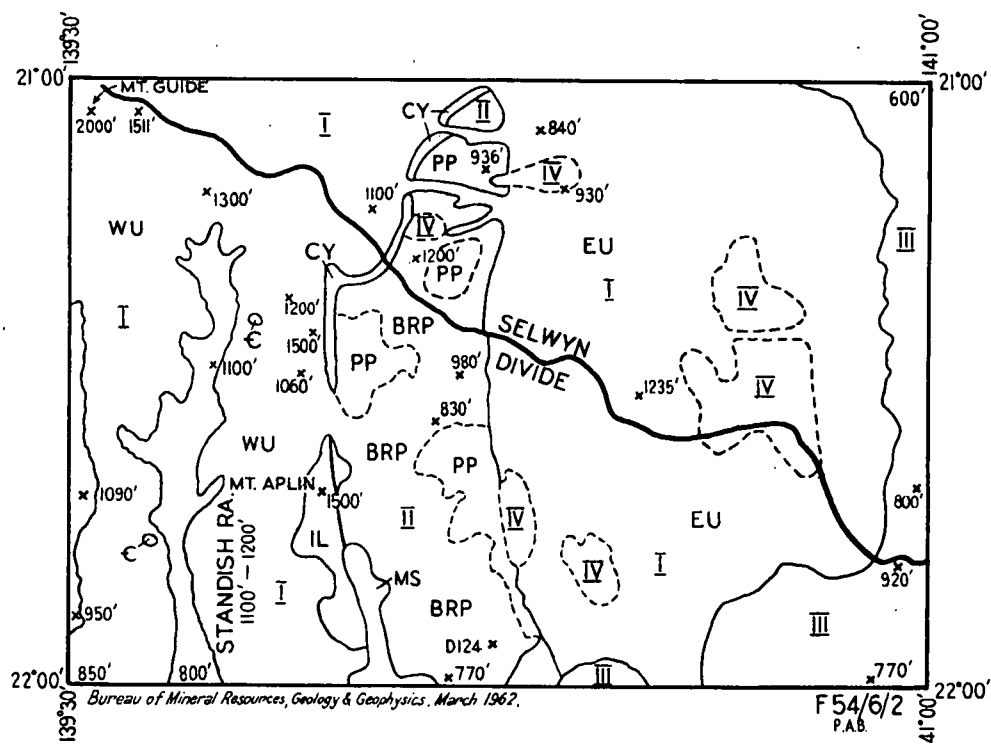 139°30'
141°00'
21°00'
21°00'
MT. GUIDE
600'
2000'
1511'
I
CY
II
840'
PP
936'
IV
930'
1300'
1100'
WU
IV
EU
III
CY
1200'
PP
I
IV
I
1200'
BRP
SELWYN
DIVIDE
1500'
PP
980'
1100'
1060'
1235'
IV
830'
WU
BRP
PP
MT. APLIN
1090'
1500'
800'
STANDISH RA.
1100' – 1200'
II
IV
EU
IL
IV
I
920'
I
MS
950'
BRP
III
D124
850'
800'
770'
III
770'
22°00'
22°00'
Bureau of Mineral Resources, Geology & Geophysics. March 1962.
F 54/6/2
P.A.B.
139°30'
141°00'